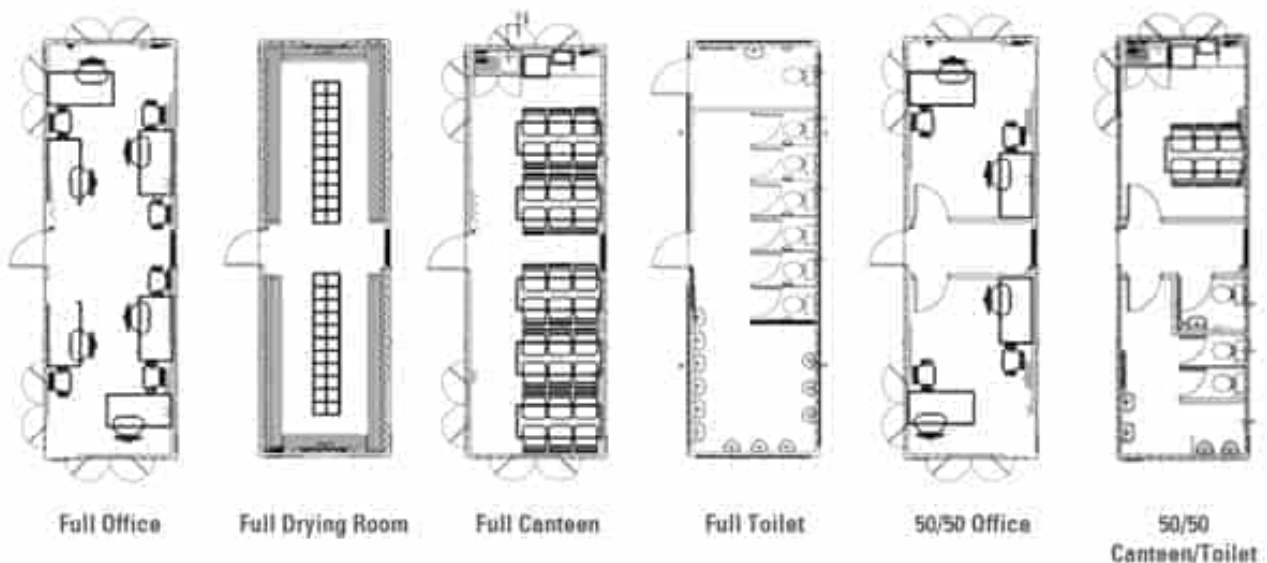 Full Office
Full Drying Room
Full Canteen
Full Toilet
50/50 Office
50/50
Canteen/Toilet